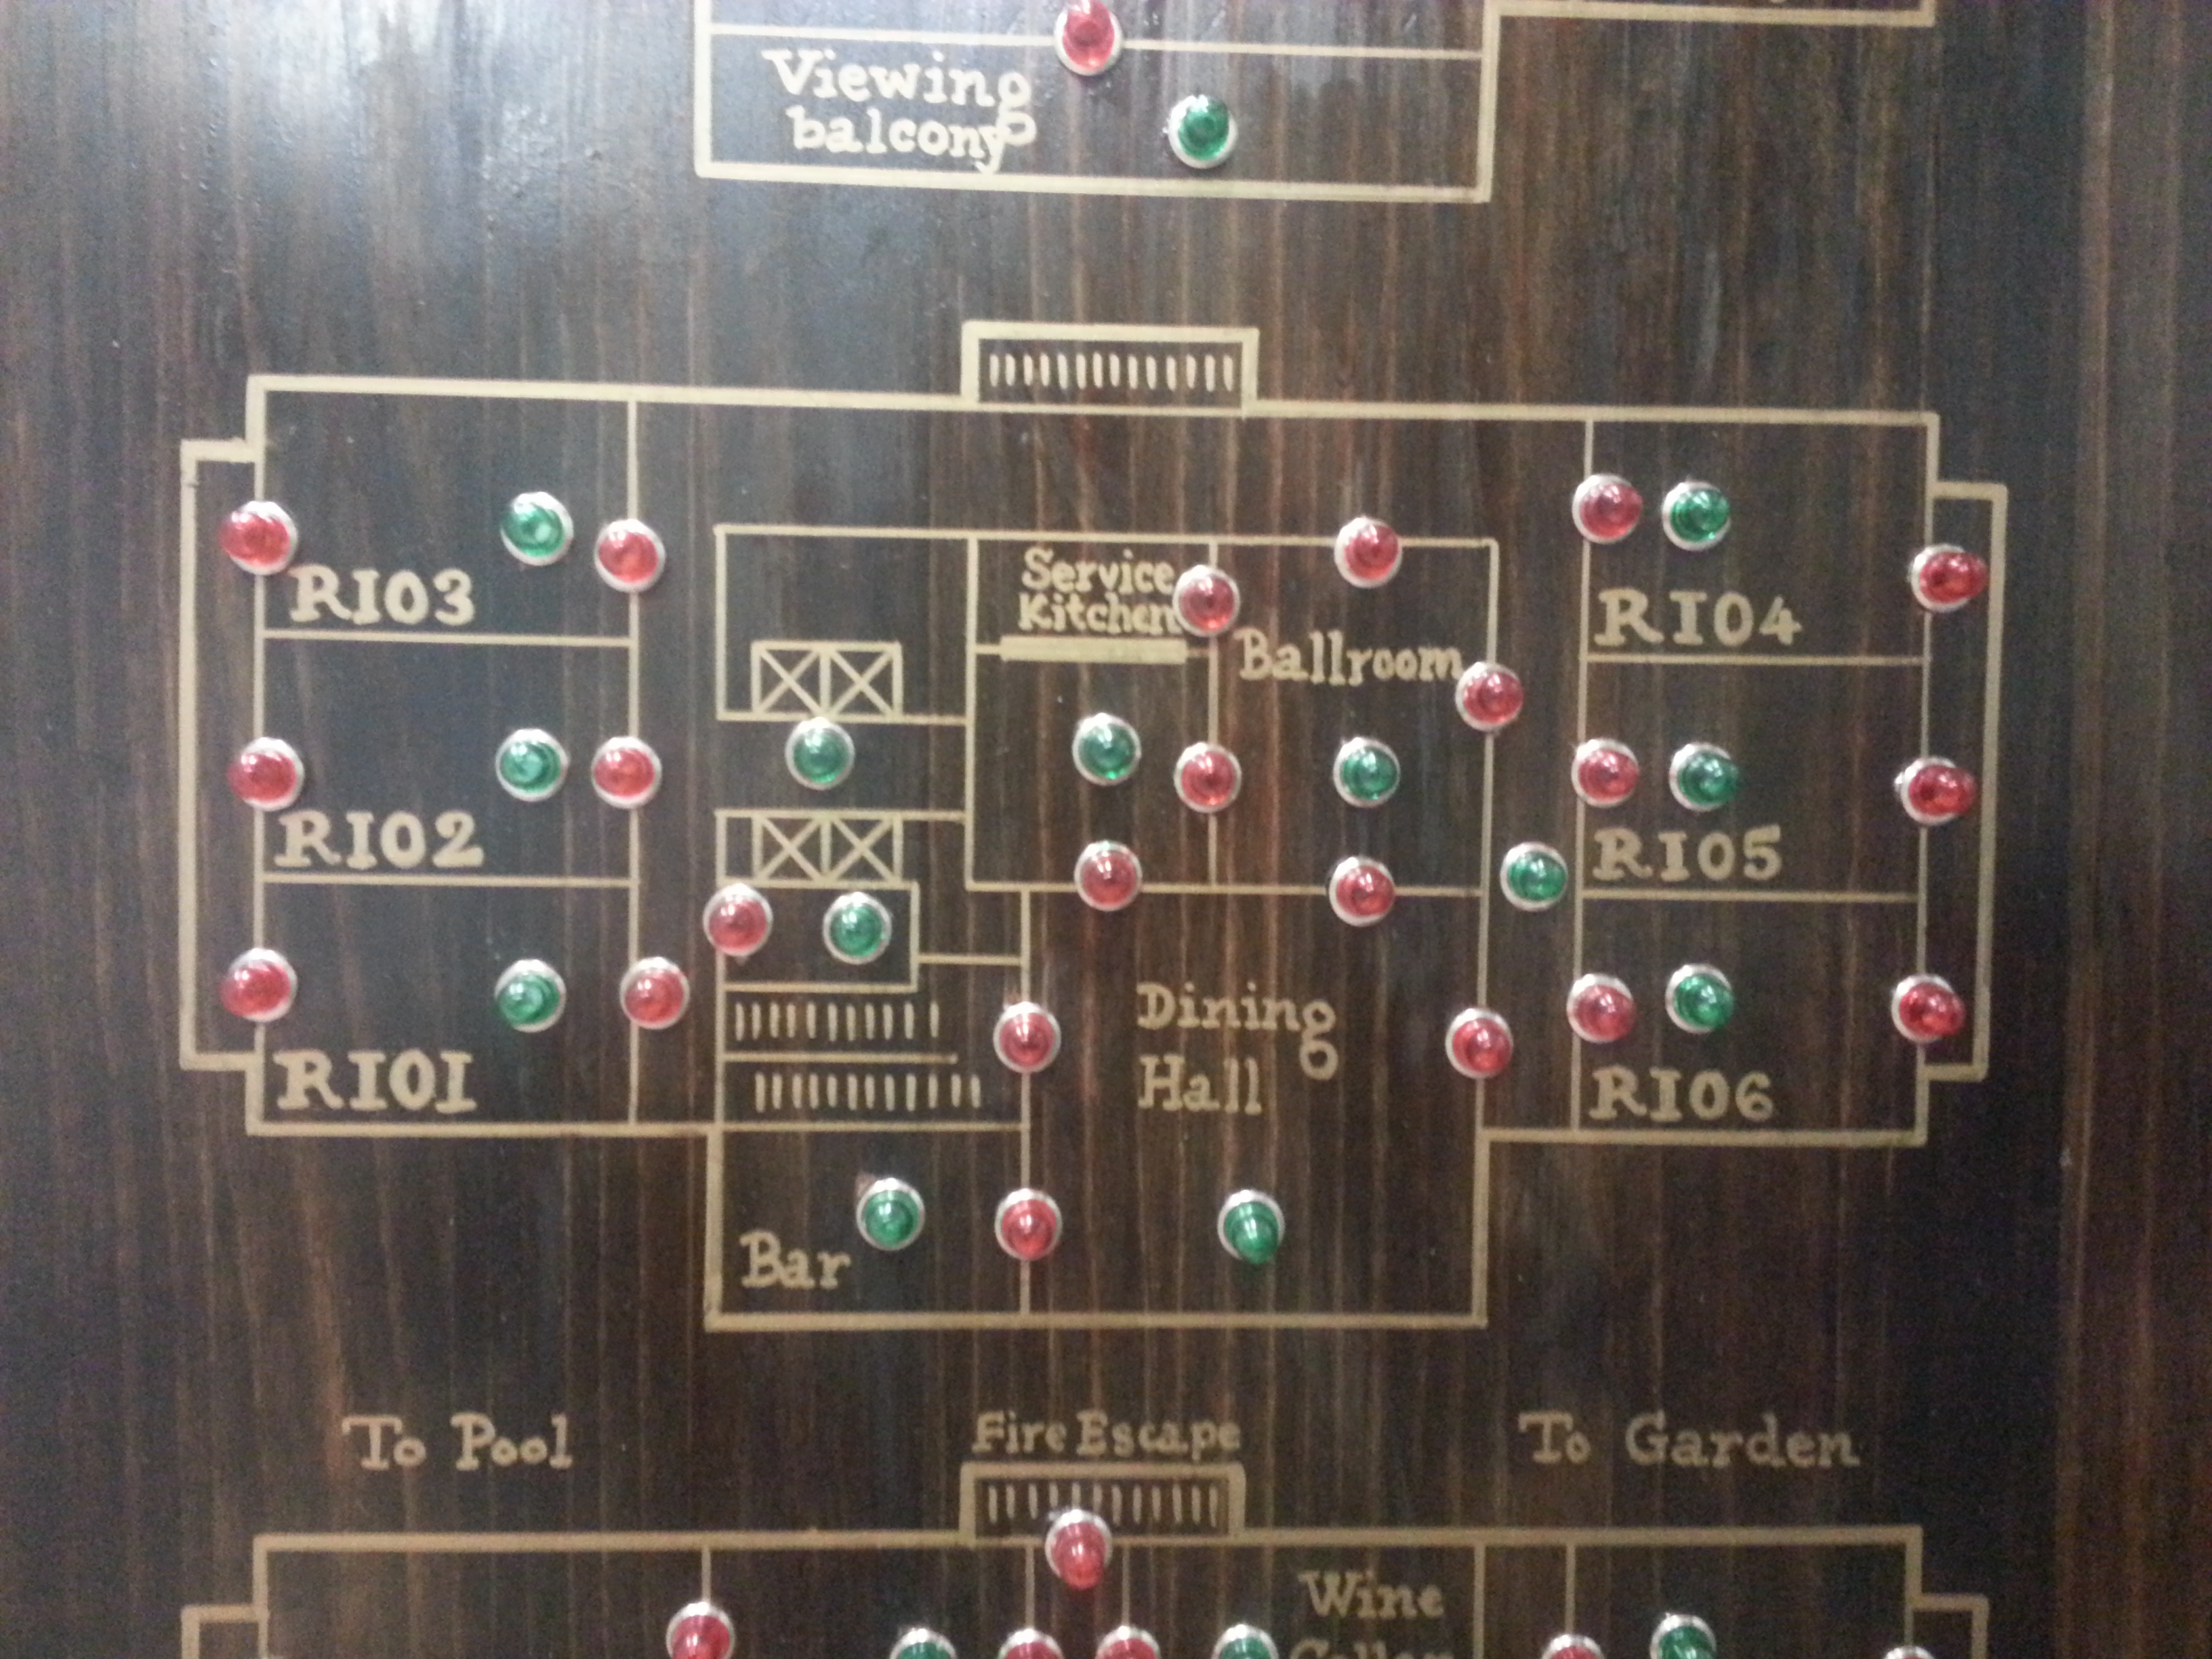 Viewing
balcony
Service
Kitchen
R103
Ballroom
R104
R102
R105
Dining
Hall
R101
R106
Bar
To Pool
Fire Escape
To Garden
Wine